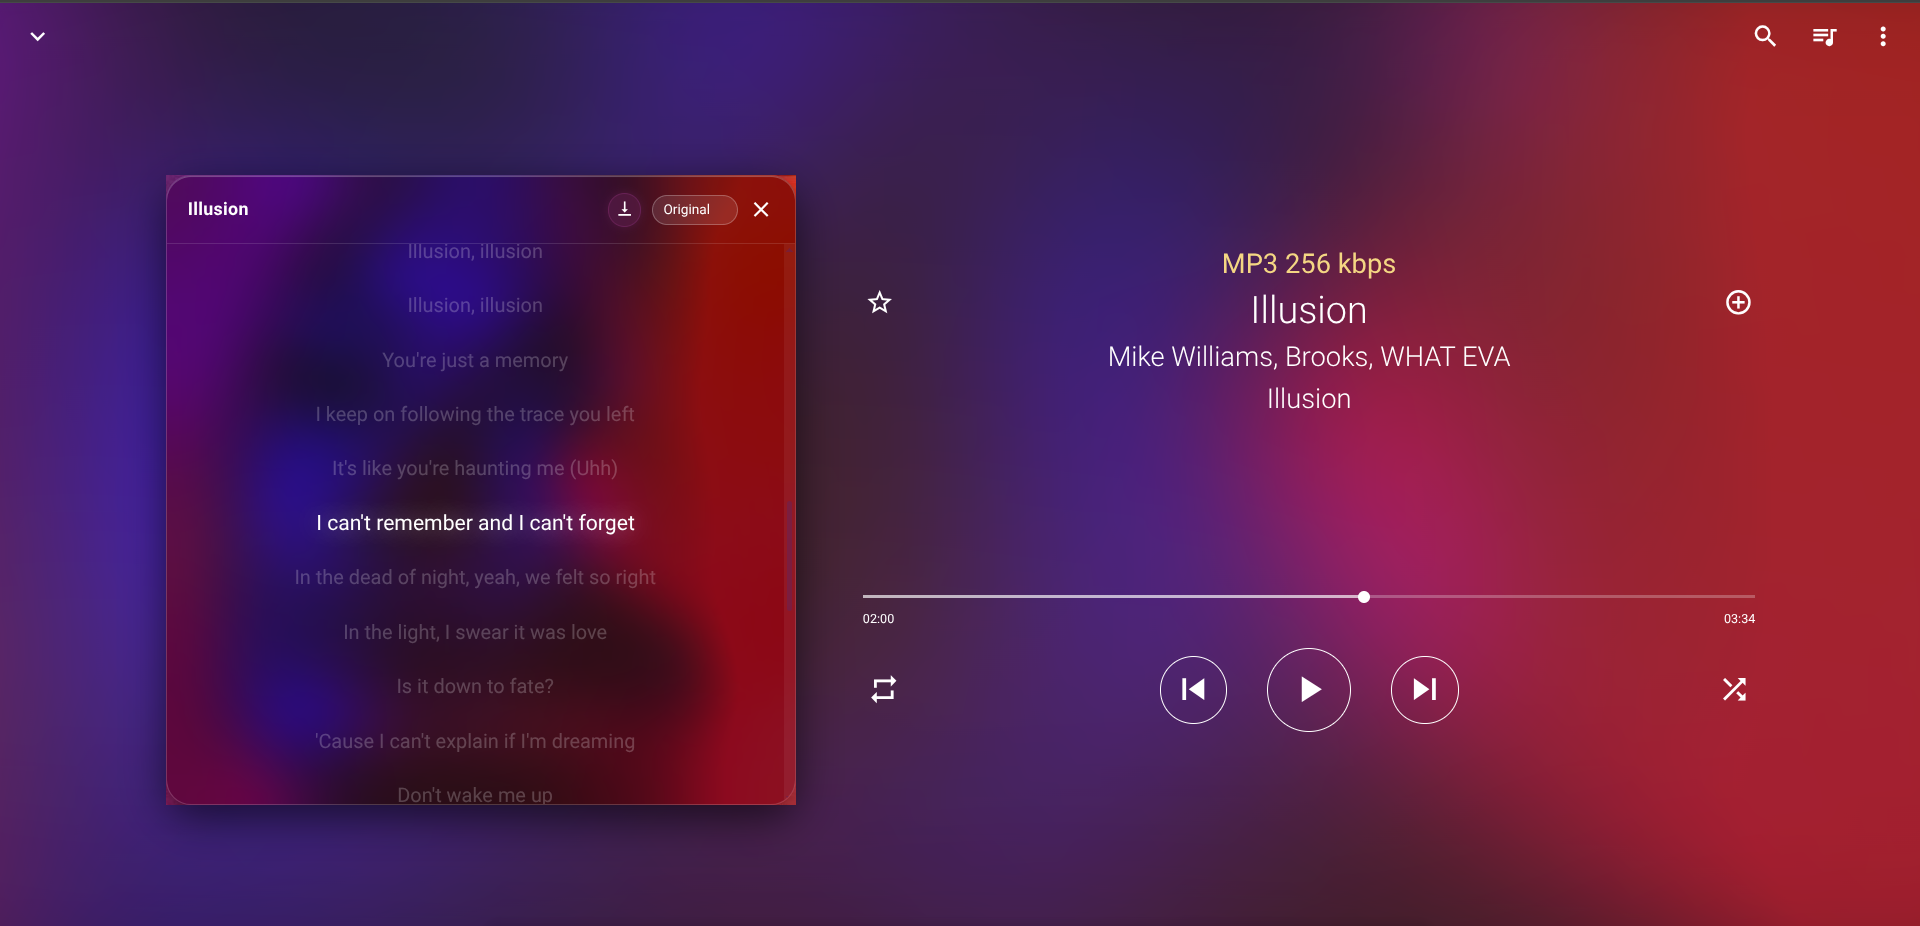 Illusion
Original
Illusion, illusion
Illusion, illusion
You're just a memory
I keep on following the trace you left
It's like you're haunting me (Uhh)
I can't remember and I can't forget
In the dead of night, yeah, we felt so right
In the light, I swear it was love
Is it down to fate?
'Cause I can't explain if I'm dreaming
Don't wake me up
MP3 256 kbps
Illusion
Mike Williams, Brooks, WHAT EVA
Illusion
02:00
03:34